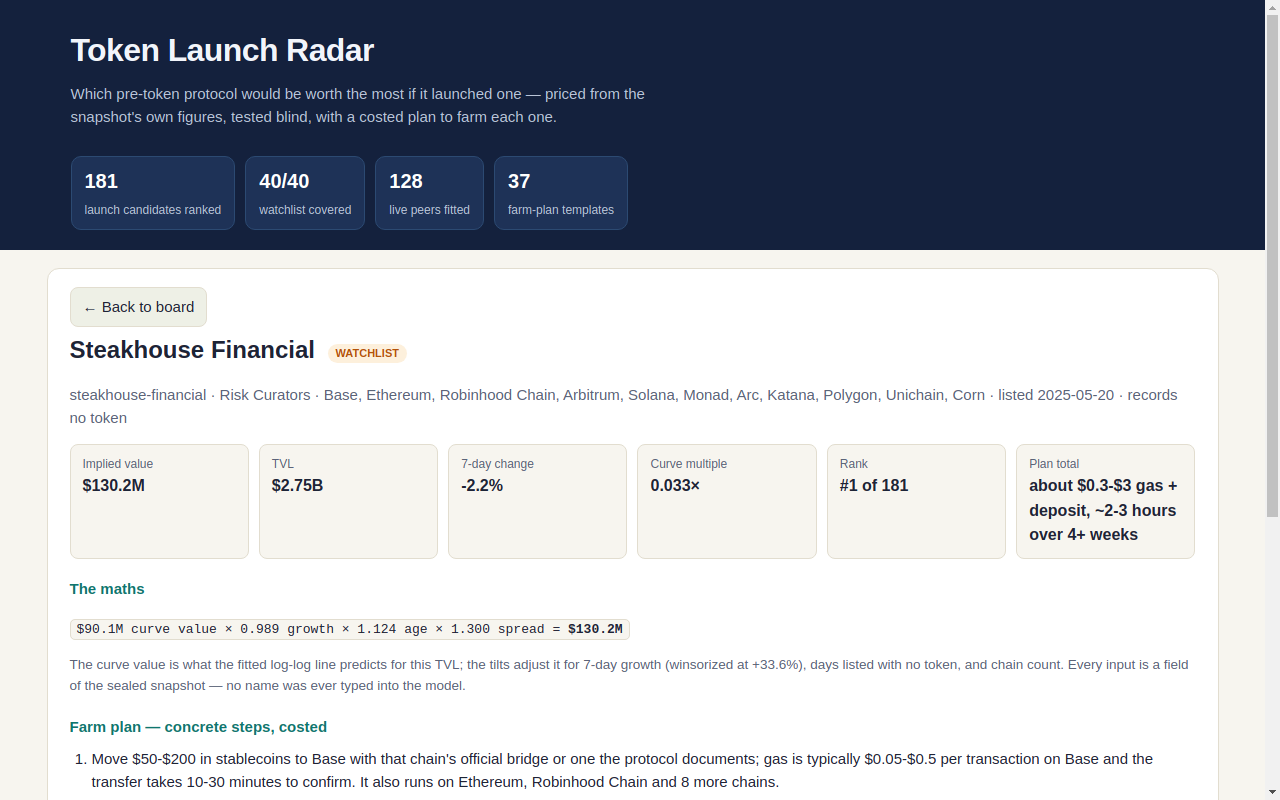 Token Launch Radar
Which pre-token protocol would be worth the most if it launched one — priced from the
snapshot's own figures, tested blind, with a costed plan to farm each one.
181
launch candidates ranked
40/40
watchlist covered
128
live peers fitted
37
farm-plan templates
← Back to board
Steakhouse Financial WATCHLIST
steakhouse-financial · Risk Curators · Base, Ethereum, Robinhood Chain, Arbitrum, Solana, Monad, Arc, Katana, Polygon, Unichain, Corn · listed 2025-05-20 · records
no token
Implied value
$130.2M
TVL
$2.75B
7-day change
-2.2%
Curve multiple
0.033×
Rank
#1 of 181
Plan total
about $0.3-$3 gas +
deposit, ~2-3 hours
over 4+ weeks
The maths
$90.1M curve value × 0.989 growth × 1.124 age × 1.300 spread = $130.2M
The curve value is what the fitted log-log line predicts for this TVL; the tilts adjust it for 7-day growth (winsorized at +33.6%), days listed with no token, and chain count. Every input is a field
of the sealed snapshot — no name was ever typed into the model.
Farm plan — concrete steps, costed
1. Move $50-$200 in stablecoins to Base with that chain's official bridge or one the protocol documents; gas is typically $0.05-$0.5 per transaction on Base and the
transfer takes 10-30 minutes to confirm. It also runs on Ethereum, Robinhood Chain and 8 more chains.